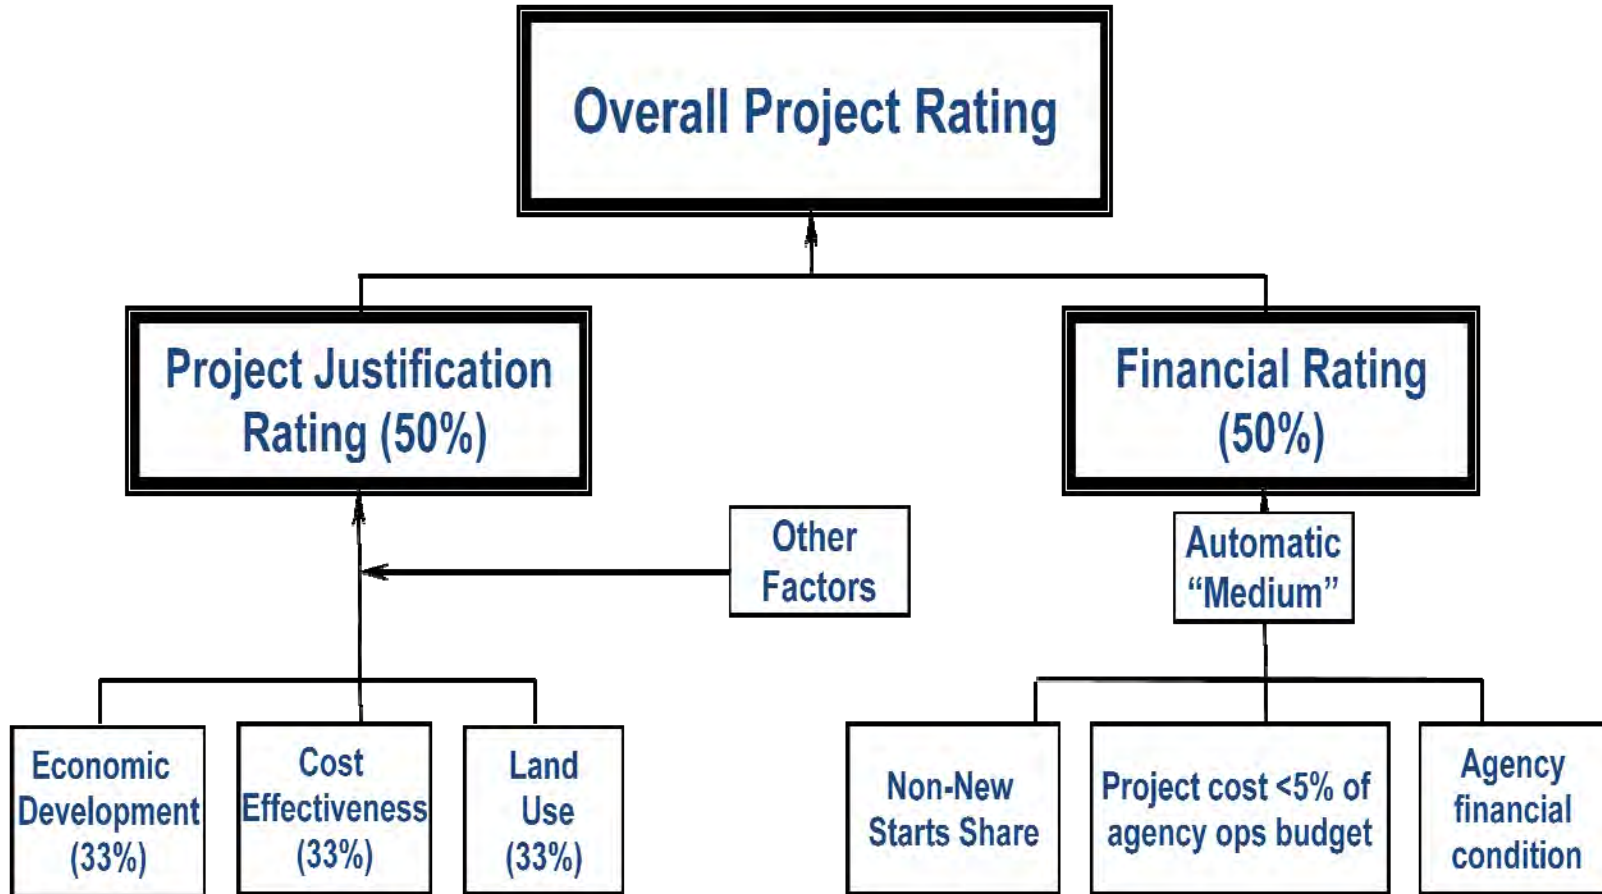 Overall Project Rating
Project Justification
Rating (50%)
Financial Rating
(50%)
Other
Factors
Automatic
“Medium”
Economic
Development
(33%)
Cost
Effectiveness
(33%)
Land
Use
(33%)
Non-New
Starts Share
Project cost <5% of
agency ops budget
Agency
financial
condition